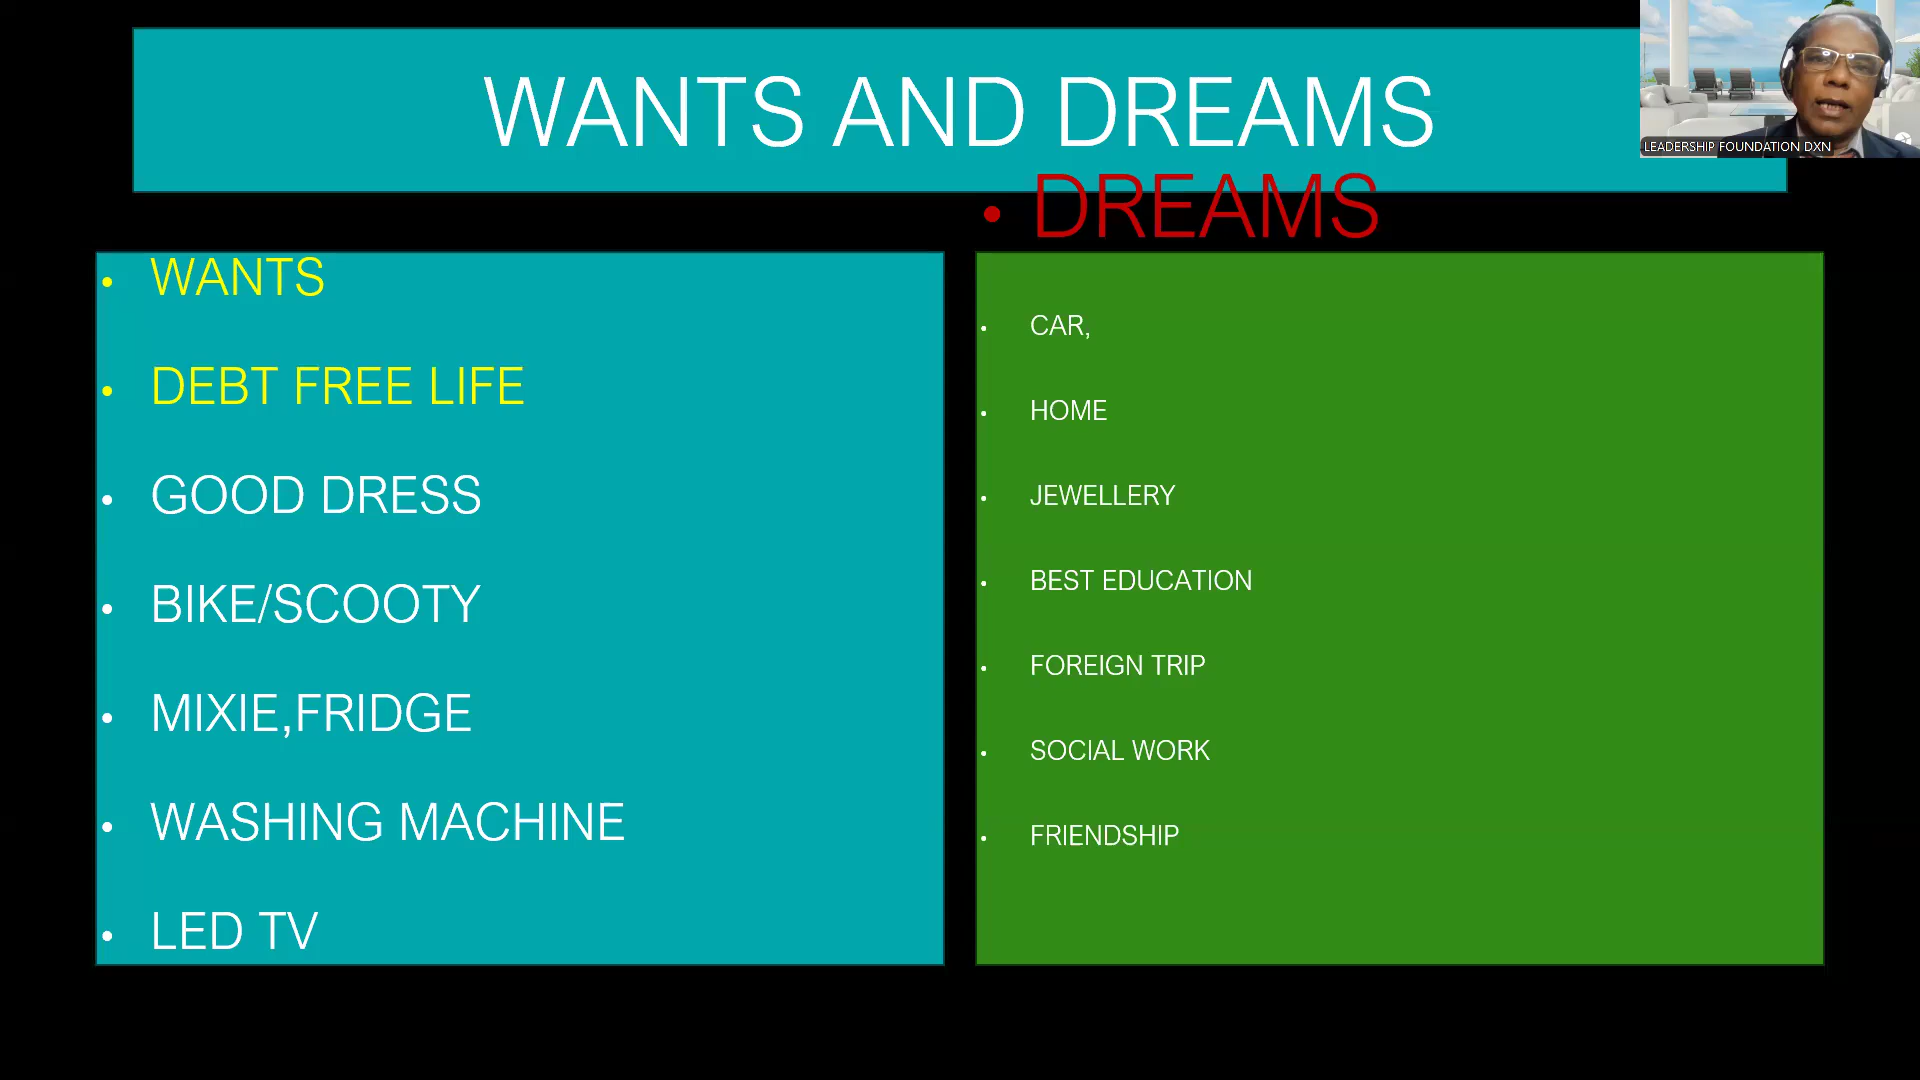 WANTS AND DREAMS
LEADERSHIP FOUNDATION DXN
• WANTS
• DEBT FREE LIFE
• GOOD DRESS
• BIKE/SCOOTY
• MIXIE,FRIDGE
• WASHING MACHINE
• LED TV
• DREAMS
• CAR,
• HOME
• JEWELLERY
• BEST EDUCATION
• FOREIGN TRIP
• SOCIAL WORK
• FRIENDSHIP